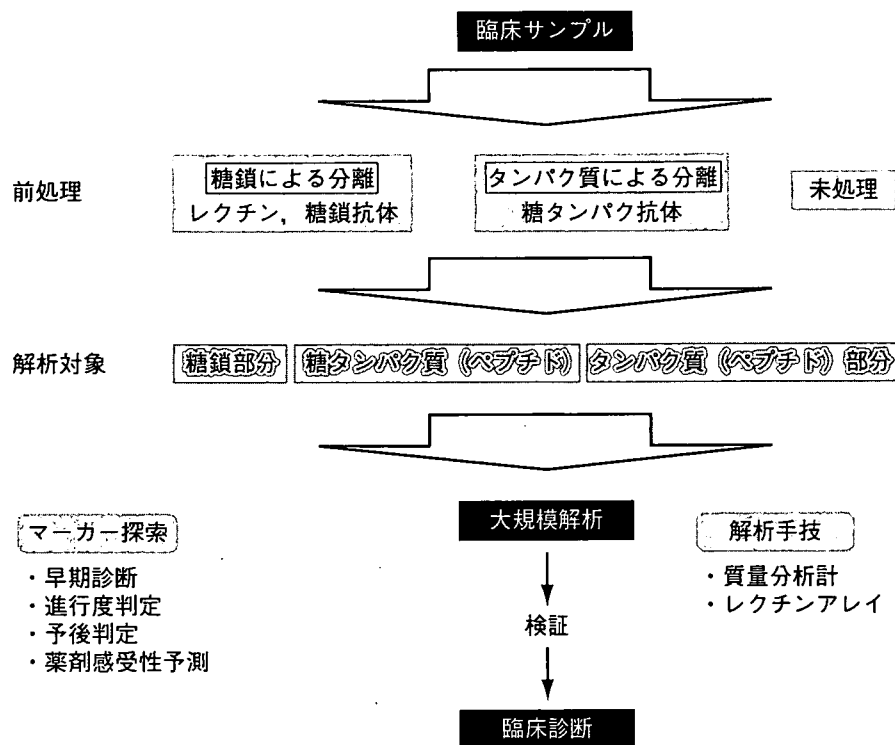 臨床サンプル
前処理
糖鎖による分離
レクチン，糖鎖抗体
タンパク質による分離
糖タンパク抗体
未処理
解析対象
糖鎖部分
糖タンパク質（ペプチド）
タンパク質（ペプチド）部分
マーカー探索
・早期診断
・進行度判定
・予後判定
・薬剤感受性予測
大規模解析
検証
臨床診断
解析手技
・質量分析計
・レクチンアレイ